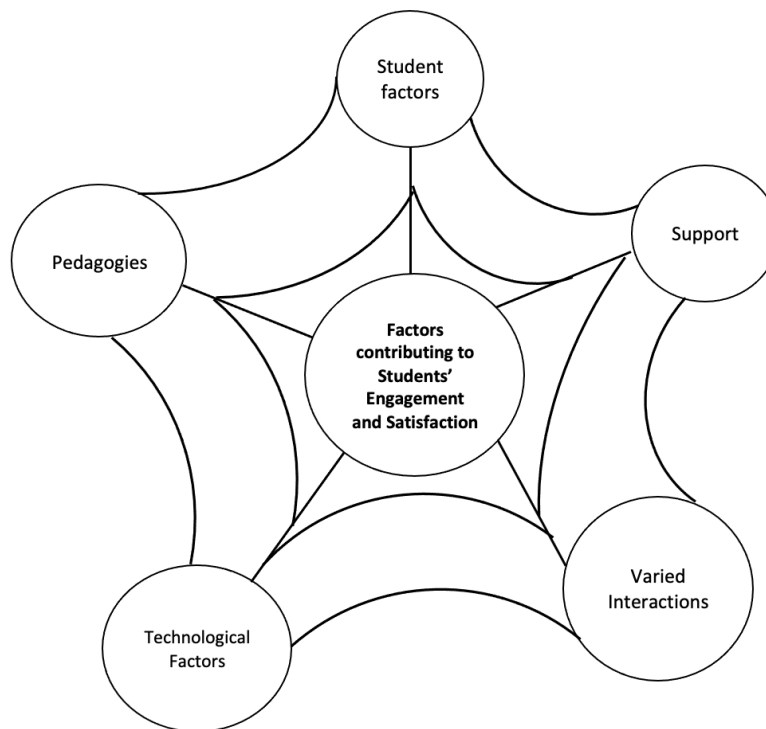 Student
factors
Support
Pedagogies
Factors
contributing to
Students’
Engagement
and Satisfaction
Varied
Interactions
Technological
Factors